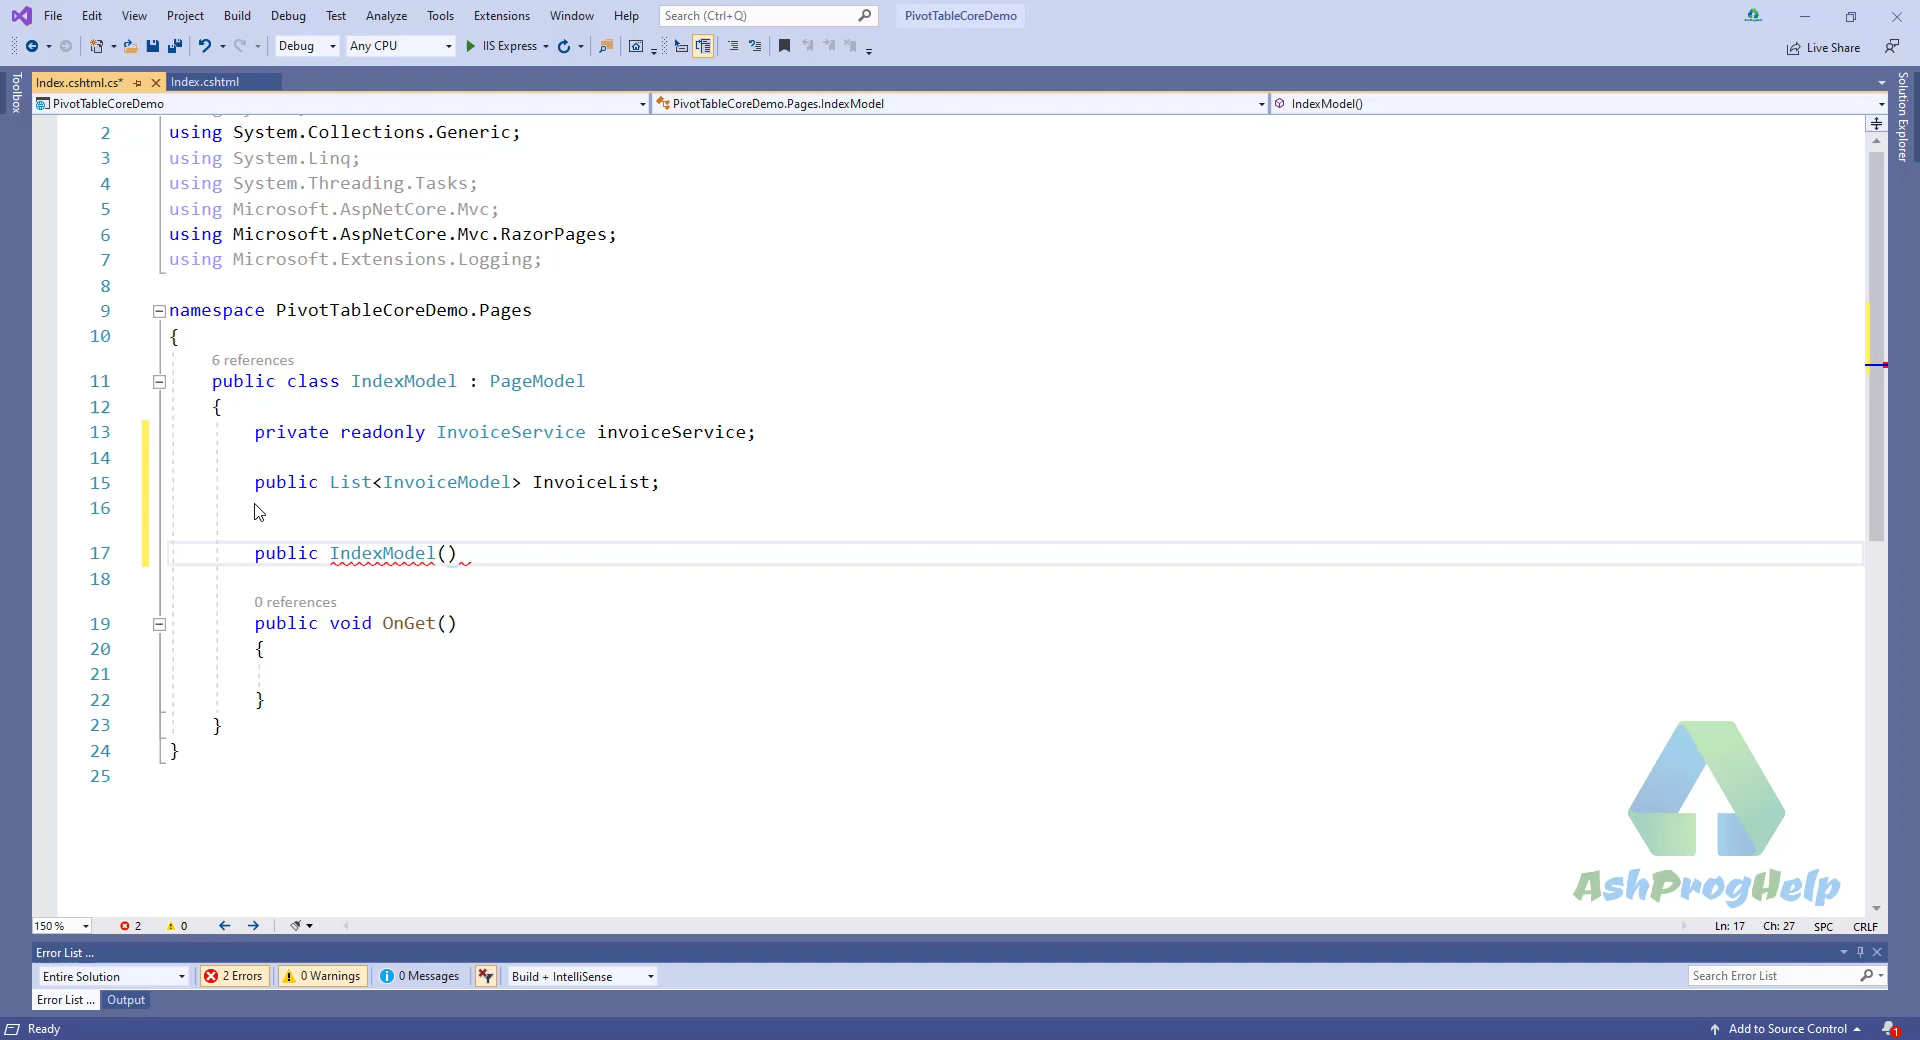 File Edit View Project Build Debug Test Analyze Tools Extensions Window Help Search (Ctrl+Q) PivotTableCoreDemo
Debug Any CPU IIS Express Live Share
Toolbox
Index.cshtml.cs* Index.cshtml
Solution Explorer
PivotTableCoreDemo PivotTableCoreDemo.Pages.IndexModel IndexModel()
2 using System.Collections.Generic;
3 using System.Linq;
4 using System.Threading.Tasks;
5 using Microsoft.AspNetCore.Mvc;
6 using Microsoft.AspNetCore.Mvc.RazorPages;
7 using Microsoft.Extensions.Logging;
8
9 namespace PivotTableCoreDemo.Pages
10 {
6 references
11 public class IndexModel : PageModel
12 {
13 private readonly InvoiceService invoiceService;
14
15 public List<InvoiceModel> InvoiceList;
16
17 public IndexModel()
18
0 references
19 public void OnGet()
20 {
21
22 }
23 }
24 }
25
AshProgHelp
150 % 2 0 Ln: 17 Ch: 27 SPC CRLF
Error List ...
Entire Solution 2 Errors 0 Warnings 0 Messages Build + IntelliSense Search Error List
Error List ... Output
Ready Add to Source Control 1